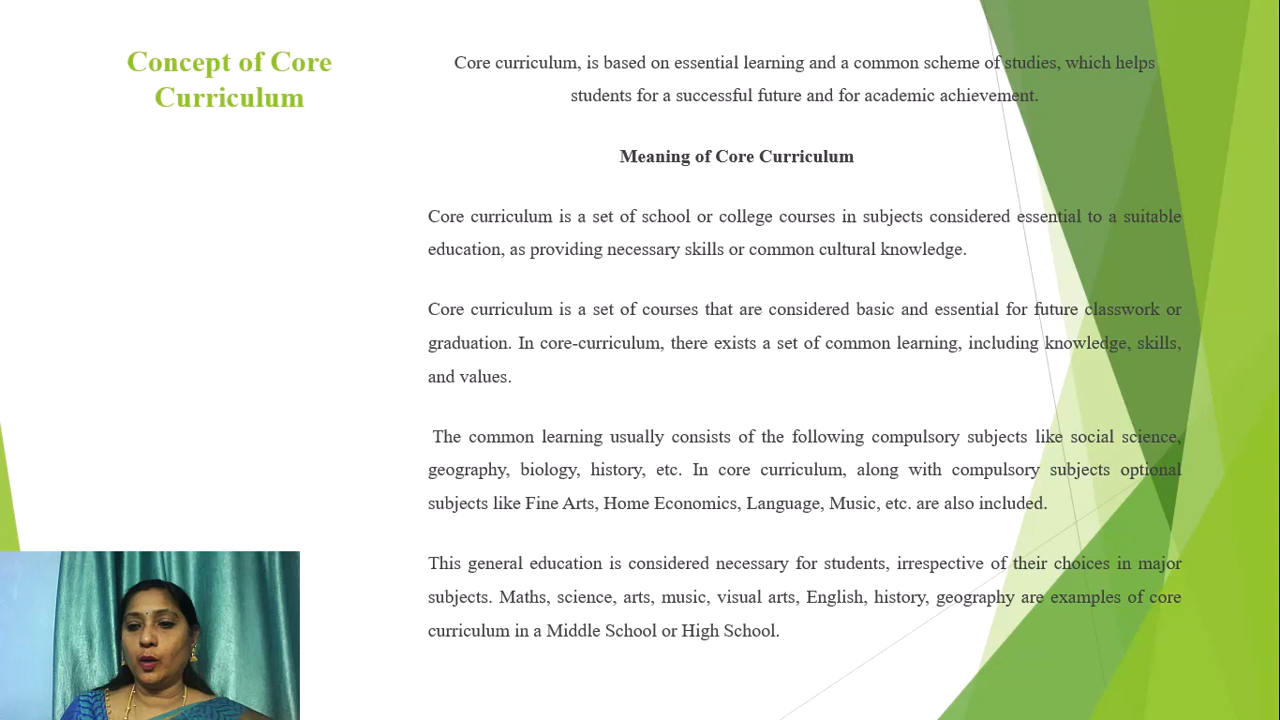 Concept of Core
Curriculum
Core curriculum, is based on essential learning and a common scheme of studies, which helps
students for a successful future and for academic achievement.
Meaning of Core Curriculum
Core curriculum is a set of school or college courses in subjects considered essential to a suitable
education, as providing necessary skills or common cultural knowledge.
Core curriculum is a set of courses that are considered basic and essential for future classwork or
graduation. In core-curriculum, there exists a set of common learning, including knowledge, skills,
and values.
The common learning usually consists of the following compulsory subjects like social science,
geography, biology, history, etc. In core curriculum, along with compulsory subjects optional
subjects like Fine Arts, Home Economics, Language, Music, etc. are also included.
This general education is considered necessary for students, irrespective of their choices in major
subjects. Maths, science, arts, music, visual arts, English, history, geography are examples of core
curriculum in a Middle School or High School.